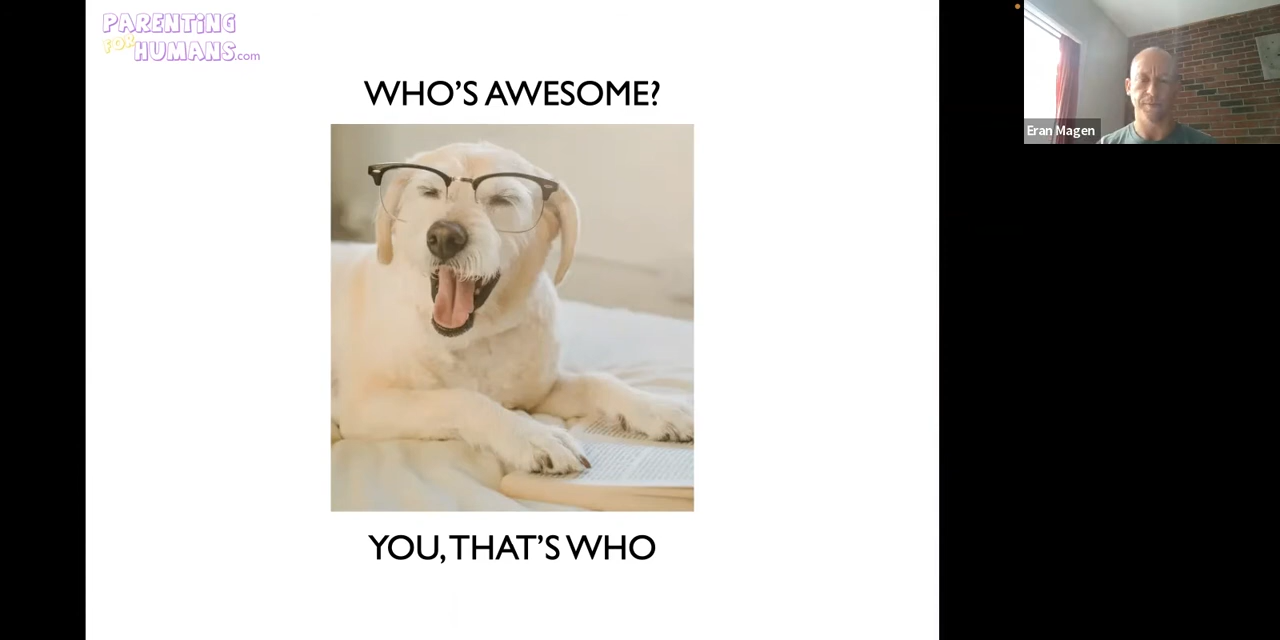 PARENTING
FOR HUMANS.com
WHO'S AWESOME?
Eran Magen
YOU, THAT'S WHO